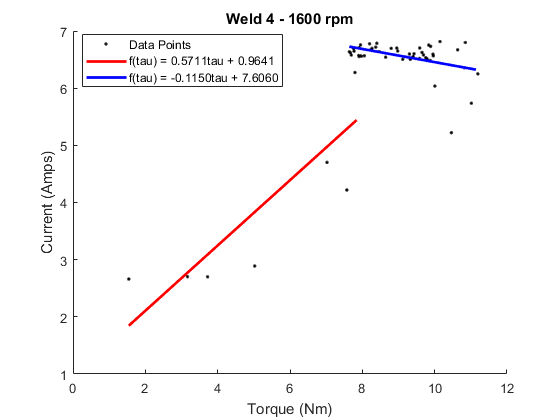 Weld 4 - 1600 rpm
Data Points
f(tau) = 0.5711tau + 0.9641
f(tau) = -0.1150tau + 7.6060
7
6
5
4
3
2
1
Current (Amps)
0 2 4 6 8 10 12
Torque (Nm)